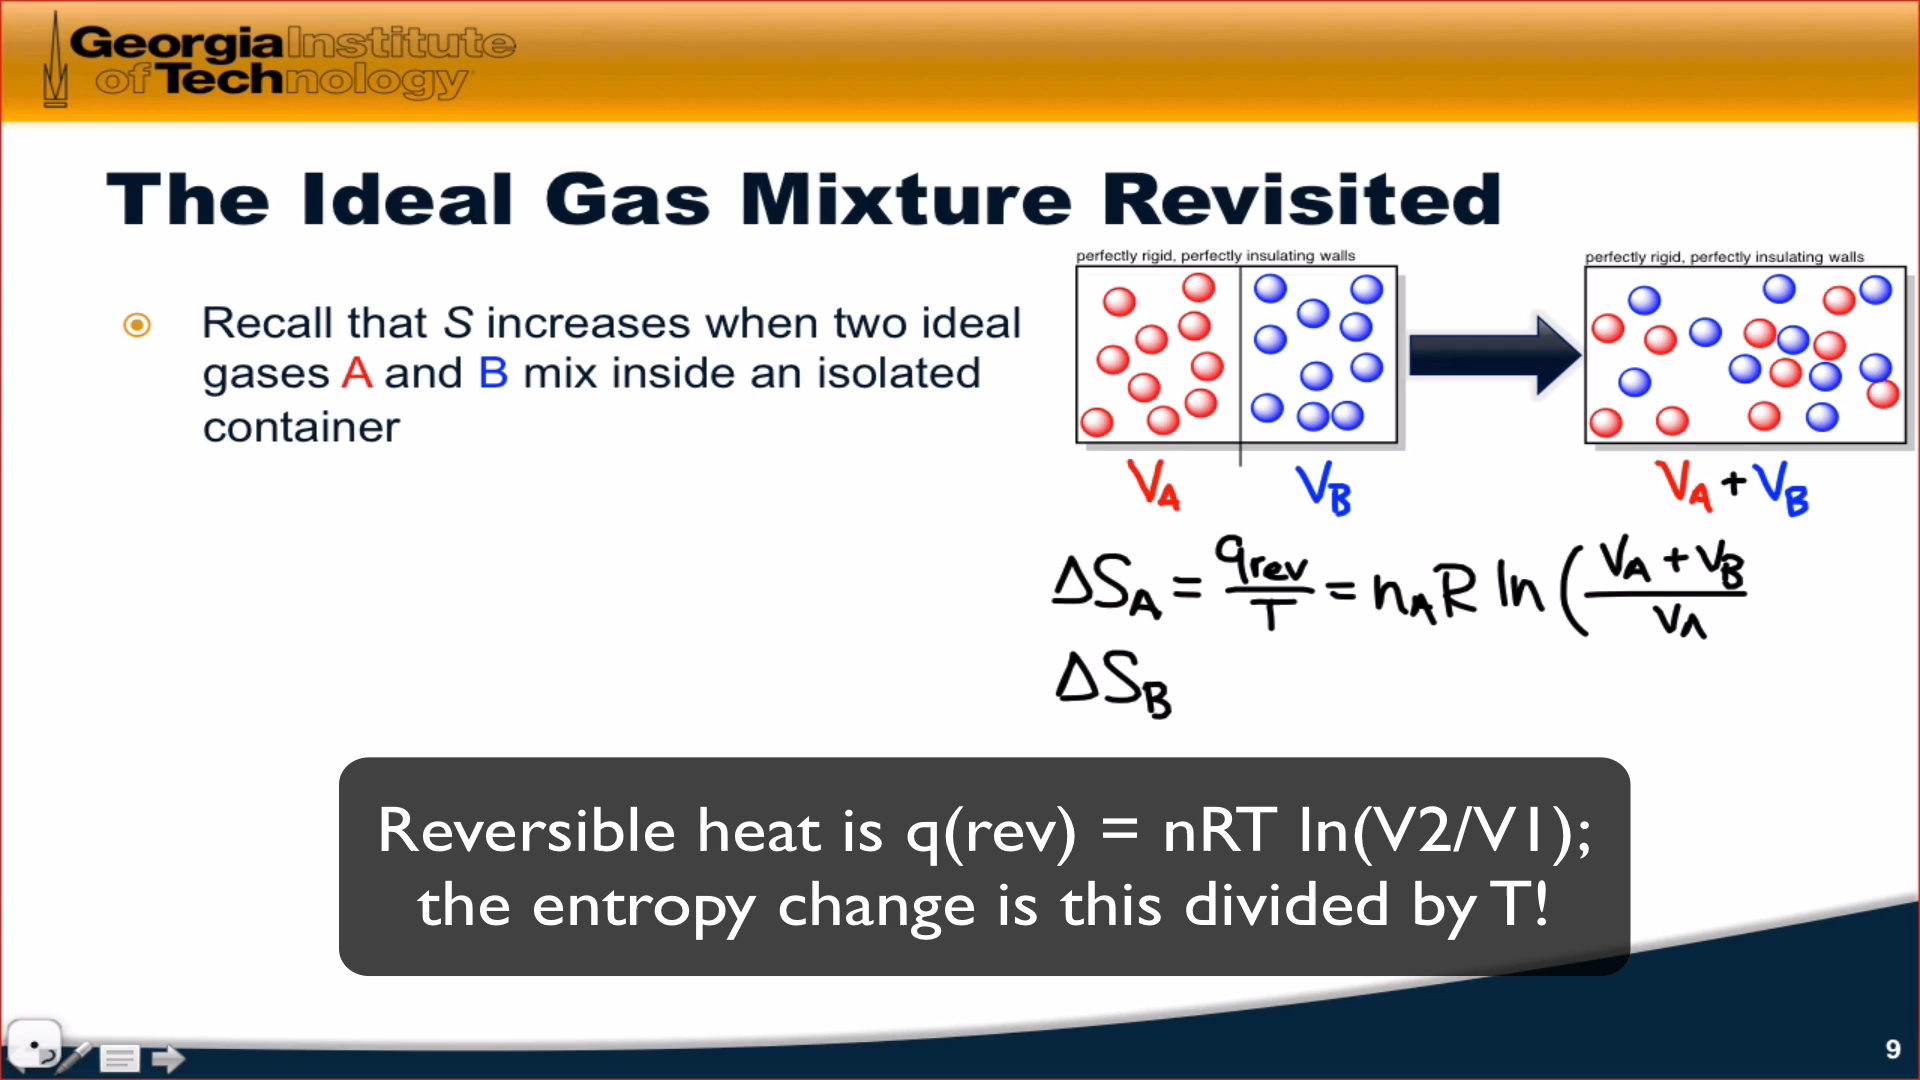 Georgia Institute
of Technology
The Ideal Gas Mixture Revisited
Recall that S increases when two ideal
gases A and B mix inside an isolated
container
perfectly rigid, perfectly insulating walls
perfectly rigid, perfectly insulating walls
V_A V_B
V_A + V_B
ΔS_A = q_rev / T = n_A R ln ( V_A + V_B / V_A
ΔS_B
Reversible heat is q(rev) = nRT ln(V2/V1);
the entropy change is this divided by T!
9